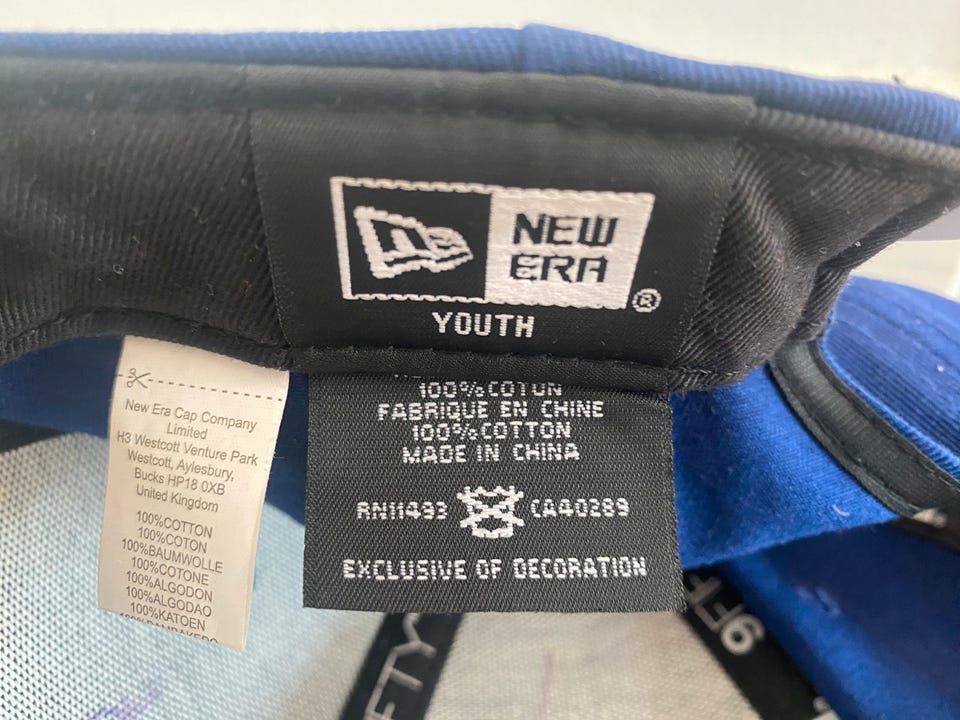 NEW
ERA
®
YOUTH
100% COTON
FABRIQUE EN CHINE
100% COTTON
MADE IN CHINA
RN11493 CA40289
EXCLUSIVE OF DECORATION
New Era Cap Company
Limited
H3 Westcott Venture Park
Westcott, Aylesbury,
Bucks HP18 0XB
United Kingdom
100%COTTON
100%COTON
100%BAUMWOLLE
100%COTONE
100%ALGODON
100%ALGODAO
100%KATOEN
FTY
9FF